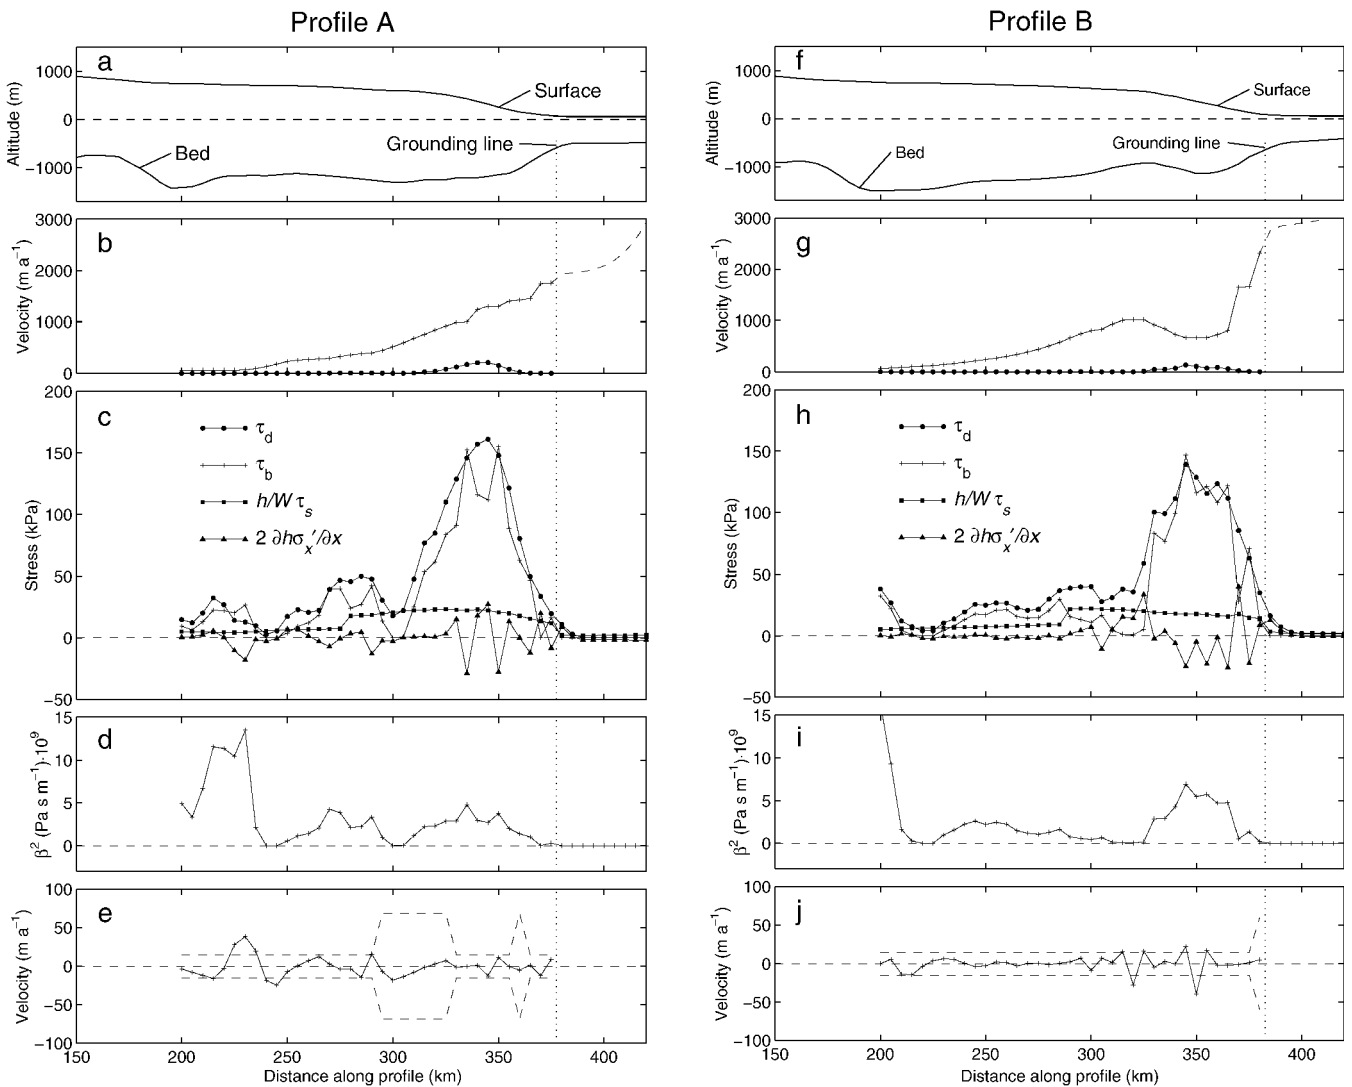 Profile A
a
1000
0
−1000
Altitude (m)
Surface
Grounding line
Bed
b
3000
2000
1000
0
Velocity (m a⁻¹)
c
200
150
100
50
0
−50
Stress (kPa)
τd
τb
h/W τs
2 ∂hσx′/∂x
d
15
10
5
0
β² (Pa s m⁻¹)·10⁹
e
100
50
0
−50
−100
Velocity (m a⁻¹)
150 200 250 300 350 400
Distance along profile (km)
Profile B
f
1000
0
−1000
Altitude (m)
Surface
Grounding line
Bed
g
3000
2000
1000
0
Velocity (m a⁻¹)
h
200
150
100
50
0
−50
Stress (kPa)
τd
τb
h/W τs
2 ∂hσx′/∂x
i
15
10
5
0
β² (Pa s m⁻¹)·10⁹
j
100
50
0
−50
−100
Velocity (m a⁻¹)
150 200 250 300 350 400
Distance along profile (km)